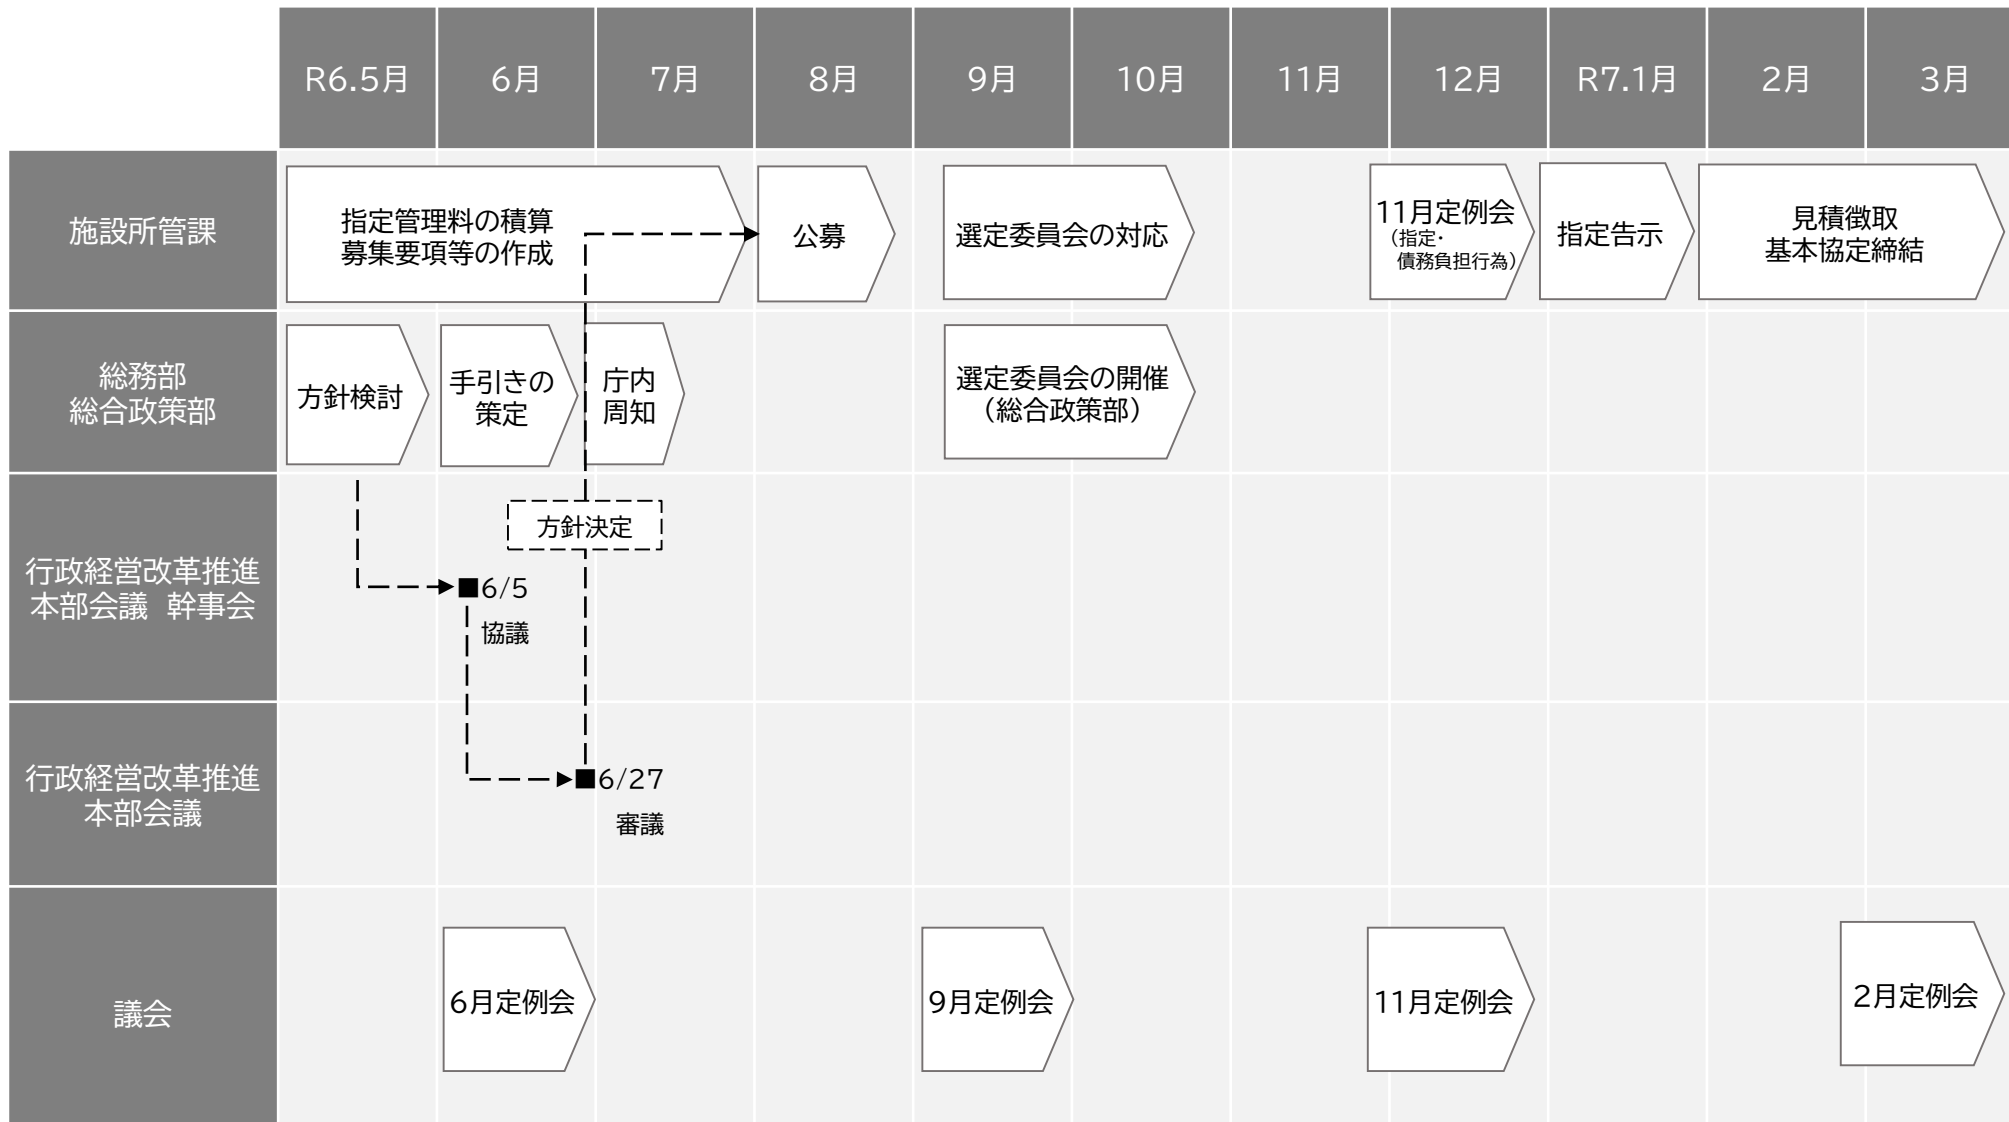 R6.5月 6月 7月 8月 9月 10月 11月 12月 R7.1月 2月 3月
施設所管課
指定管理料の積算
募集要項等の作成
公募
選定委員会の対応
11月定例会
（指定・
債務負担行為）
指定告示
見積徴取
基本協定締結
総務部
総合政策部
方針検討
手引きの
策定
庁内
周知
選定委員会の開催
（総合政策部）
行政経営改革推進
本部会議 幹事会
方針決定
■6/5
協議
行政経営改革推進
本部会議
■6/27
審議
議会
6月定例会
9月定例会
11月定例会
2月定例会